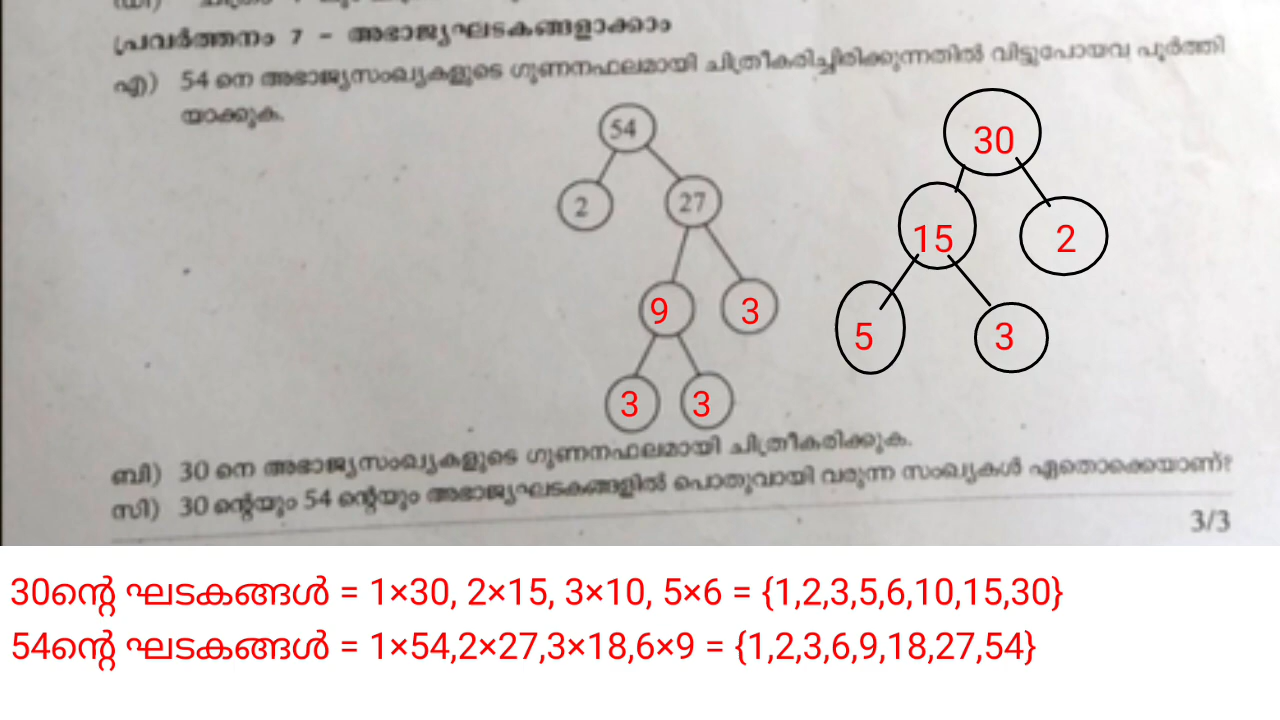 പ്രവർത്തനം 7 - അഭാജ്യഘടകങ്ങളാക്കാം
എ) 54 നെ അഭാജ്യസംഖ്യകളുടെ ഗുണനഫലമായി ചിത്രീകരിച്ചിരിക്കുന്നതിൽ വിട്ടുപോയവ പൂർത്തി
യാക്കുക.
54
30
2
27
15
2
9
3
5
3
3
3
ബി) 30 നെ അഭാജ്യസംഖ്യകളുടെ ഗുണനഫലമായി ചിത്രീകരിക്കുക.
സി) 30 ന്റെയും 54 ന്റെയും അഭാജ്യഘടകങ്ങളിൽ പൊതുവായി വരുന്ന സംഖ്യകൾ ഏതൊക്കെയാണ്?
3/3
30ന്റെ ഘടകങ്ങൾ = 1×30, 2×15, 3×10, 5×6 = {1,2,3,5,6,10,15,30}
54ന്റെ ഘടകങ്ങൾ = 1×54,2×27,3×18,6×9 = {1,2,3,6,9,18,27,54}